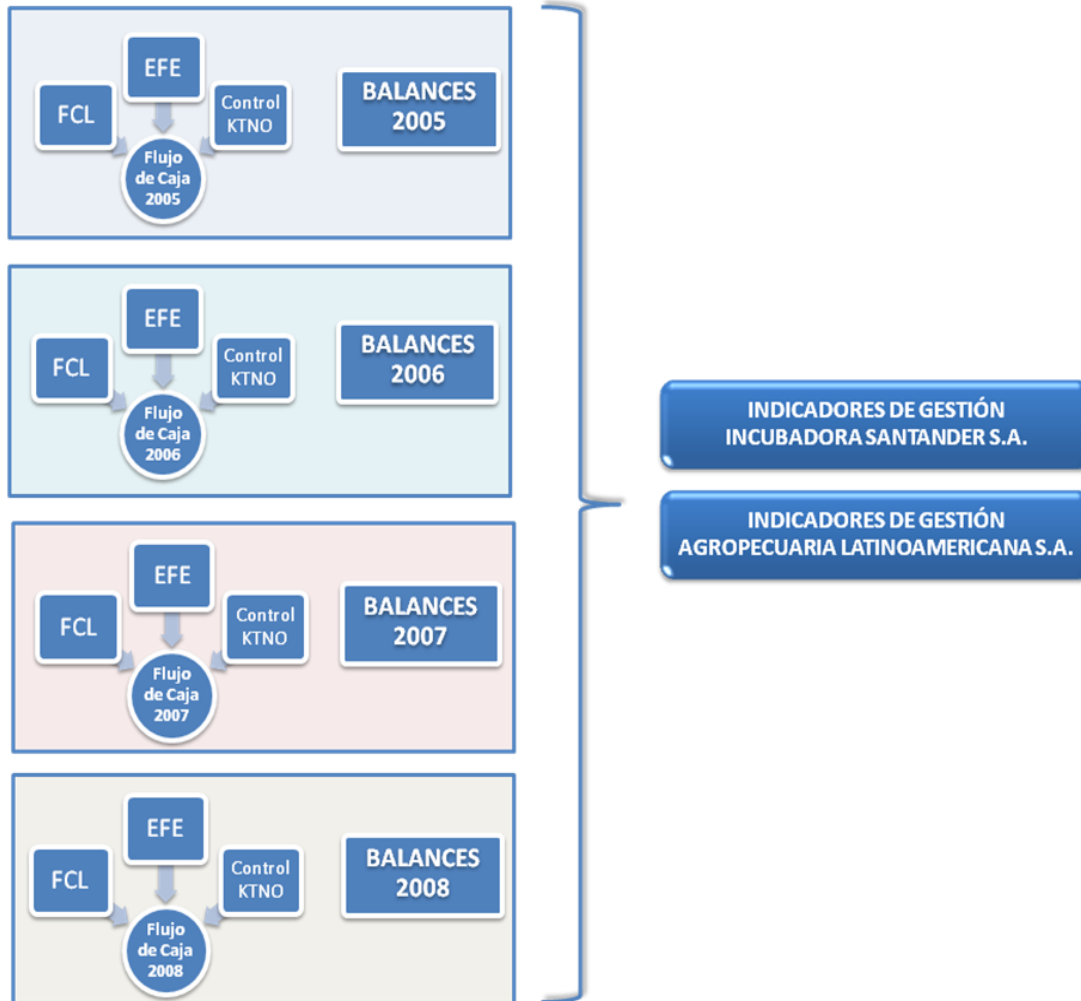 EFE
FCL
Control
KTNO
Flujo
de Caja
2005
BALANCES
2005
EFE
FCL
Control
KTNO
Flujo
de Caja
2006
BALANCES
2006
EFE
FCL
Control
KTNO
Flujo
de Caja
2007
BALANCES
2007
EFE
FCL
Control
KTNO
Flujo
de Caja
2008
BALANCES
2008
INDICADORES DE GESTIÓN
INCUBADORA SANTANDER S.A.
INDICADORES DE GESTIÓN
AGROPECUARIA LATINOAMERICANA S.A.